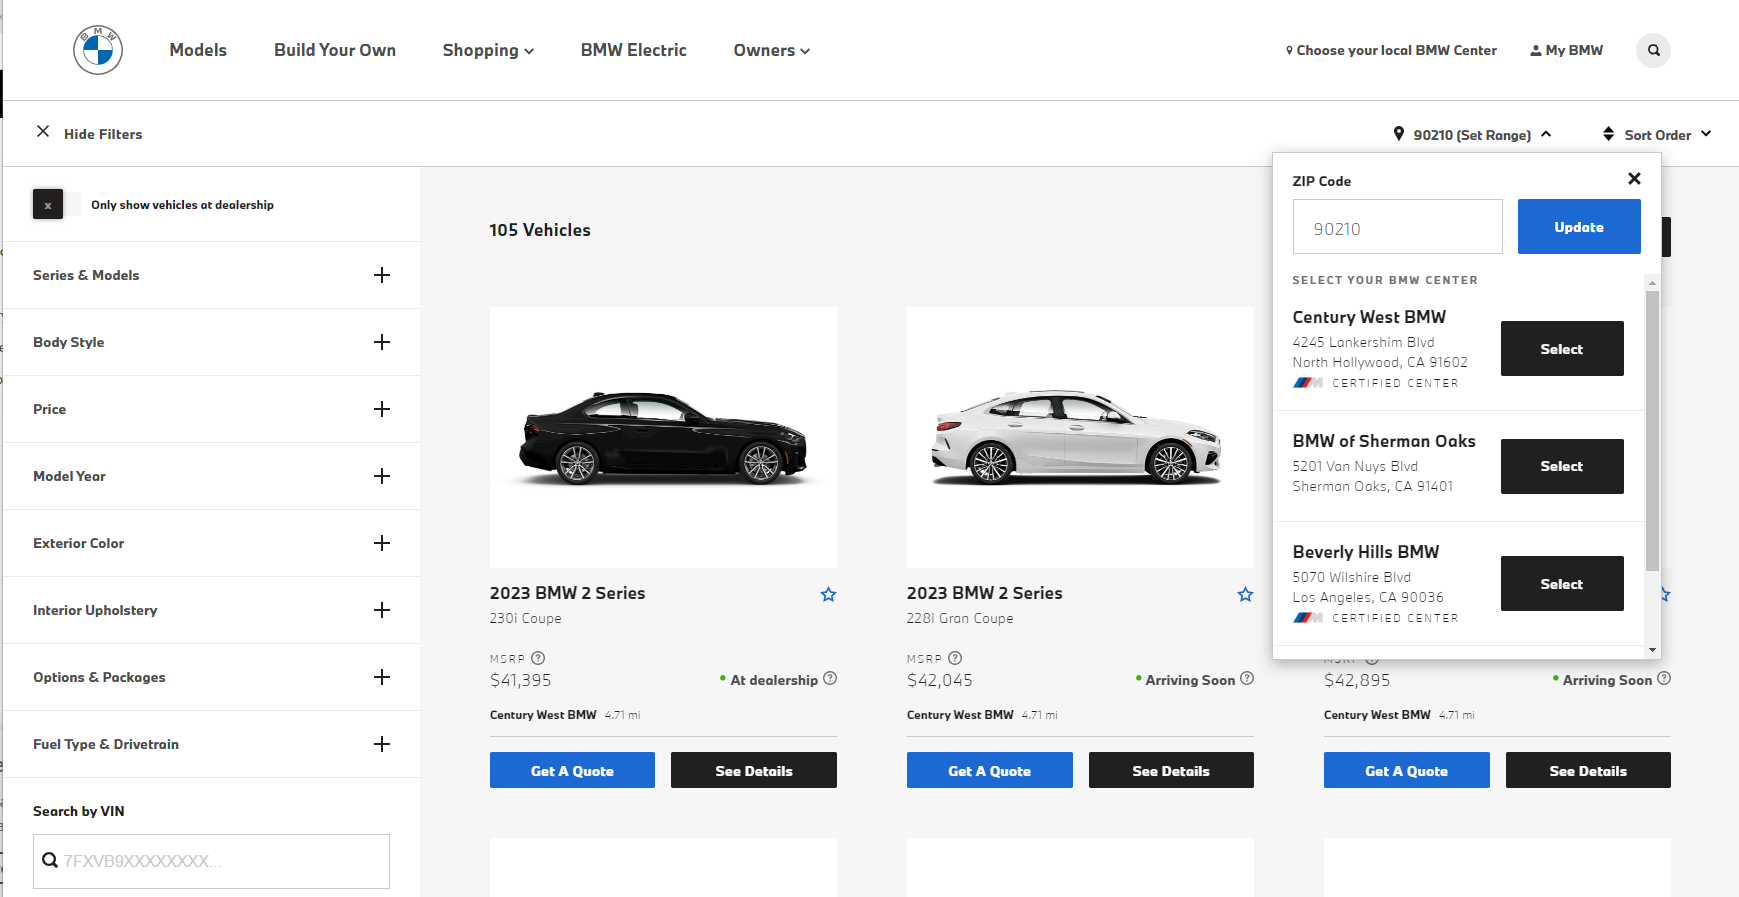 BMW
Models
Build Your Own
Shopping
BMW Electric
Owners
Choose your local BMW Center
My BMW
Hide Filters
90210 (Set Range)
Sort Order
x
Only show vehicles at dealership
Series & Models
Body Style
Price
Model Year
Exterior Color
Interior Upholstery
Options & Packages
Fuel Type & Drivetrain
Search by VIN
7FXVB9XXXXXXXX...
105 Vehicles
ZIP Code
90210
Update
SELECT YOUR BMW CENTER
Century West BMW
4245 Lankershim Blvd
North Hollywood, CA 91602
M CERTIFIED CENTER
Select
BMW of Sherman Oaks
5201 Van Nuys Blvd
Sherman Oaks, CA 91401
Select
Beverly Hills BMW
5070 Wilshire Blvd
Los Angeles, CA 90036
M CERTIFIED CENTER
Select
2023 BMW 2 Series
230i Coupe
MSRP ?
$41,395
At dealership ?
Century West BMW 4.71 mi
Get A Quote
See Details
2023 BMW 2 Series
228i Gran Coupe
MSRP ?
$42,045
Arriving Soon ?
Century West BMW 4.71 mi
Get A Quote
See Details
MSRP
$42,895
Arriving Soon ?
Century West BMW 4.71 mi
Get A Quote
See Details